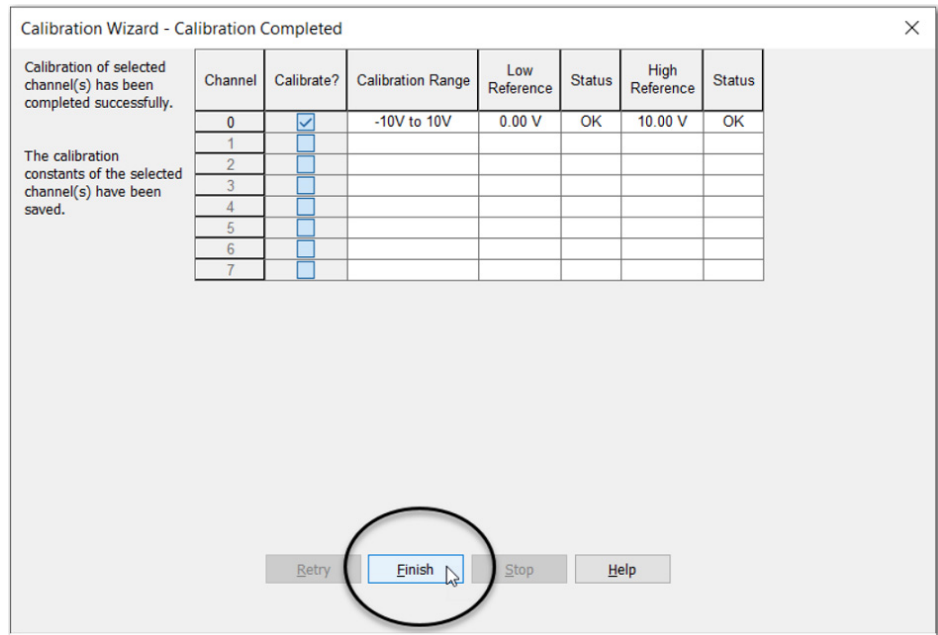 Calibration Wizard - Calibration Completed
Calibration of selected
channel(s) has been
completed successfully.
The calibration
constants of the selected
channel(s) have been
saved.
Channel Calibrate? Calibration Range Low Reference Status High Reference Status
0 -10V to 10V 0.00 V OK 10.00 V OK
1
2
3
4
5
6
7
Retry Finish Stop Help